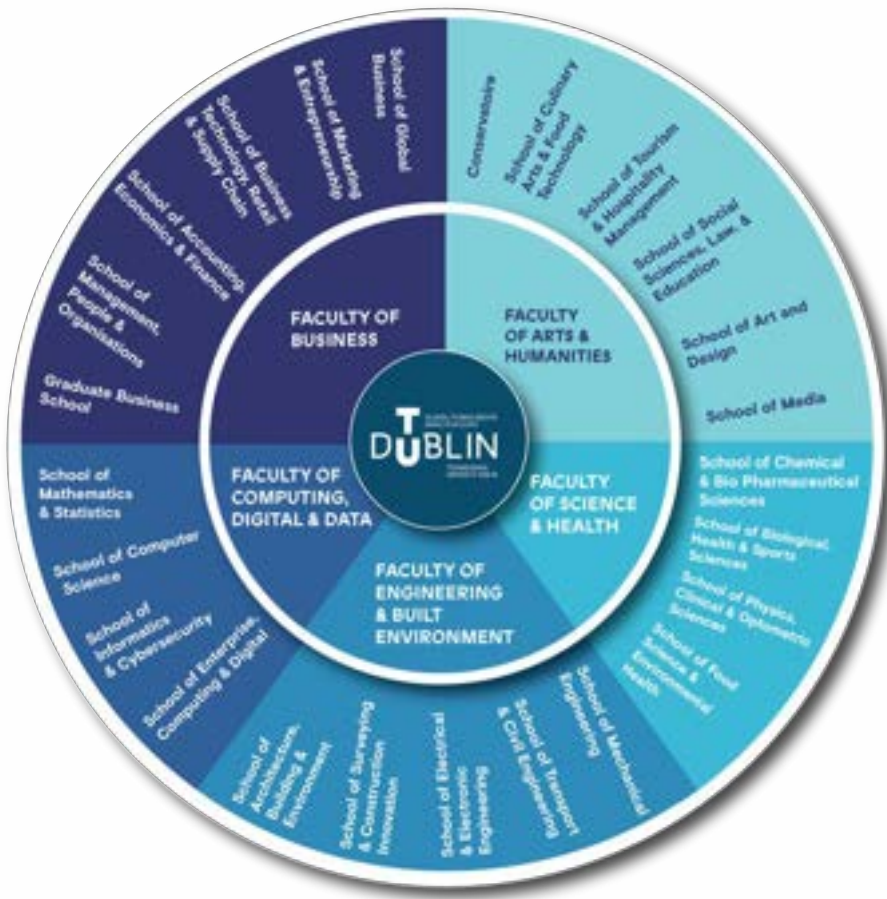 T
DUBLIN
FACULTY OF
BUSINESS
School of Global
Business
School of Marketing
& Entrepreneurship
School of Business
Technology, Retail
& Supply Chain
School of Accounting,
Economics & Finance
School of
Management,
People &
Organisations
Graduate Business
School
FACULTY
OF ARTS &
HUMANITIES
Conservatoire
School of Culinary
Arts & Food
Technology
School of Tourism
& Hospitality
Management
School of Social
Sciences, Law, &
Education
School of Art and
Design
School of Media
FACULTY
OF SCIENCE
& HEALTH
School of Chemical
& Bio Pharmaceutical
Sciences
School of Biological,
Health & Sports
Sciences
School of Physics,
Clinical & Optometric
Sciences
School of Food
Science &
Environmental
Health
FACULTY OF
ENGINEERING
& BUILT
ENVIRONMENT
School of Mechanical
Engineering
School of Transport
& Civil Engineering
School of Electrical
& Electronic
Engineering
School of Surveying
& Construction
Innovation
School of
Architecture,
Building &
Environment
FACULTY OF
COMPUTING,
DIGITAL & DATA
School of Enterprise,
Computing & Digital
School of
Informatics
& Cybersecurity
School of Computer
Science
School of
Mathematics
& Statistics